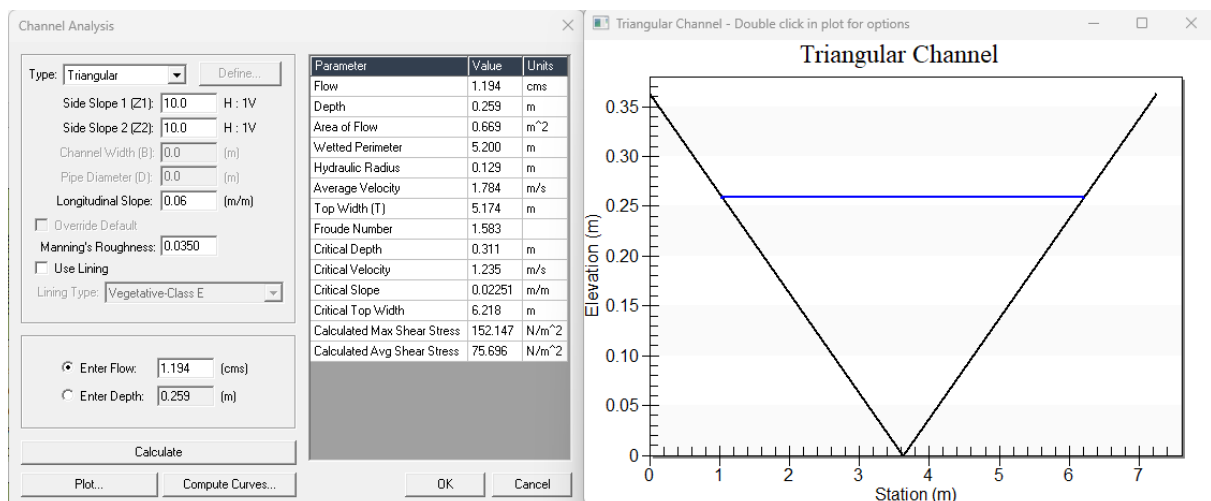 Channel Analysis
Type: Triangular Define...
Side Slope 1 (Z1): 10.0 H : 1V
Side Slope 2 (Z2): 10.0 H : 1V
Channel Width (B): 0.0 (m)
Pipe Diameter (D): 0.0 (m)
Longitudinal Slope: 0.06 (m/m)
Override Default
Manning's Roughness: 0.0350
Use Lining
Lining Type: Vegetative-Class E
Enter Flow: 1.194 (cms)
Enter Depth: 0.259 (m)
Calculate
Plot... Compute Curves...
Parameter Value Units
Flow 1.194 cms
Depth 0.259 m
Area of Flow 0.669 m^2
Wetted Perimeter 5.200 m
Hydraulic Radius 0.129 m
Average Velocity 1.784 m/s
Top Width (T) 5.174 m
Froude Number 1.583
Critical Depth 0.311 m
Critical Velocity 1.235 m/s
Critical Slope 0.02251 m/m
Critical Top Width 6.218 m
Calculated Max Shear Stress 152.147 N/m^2
Calculated Avg Shear Stress 75.696 N/m^2
OK Cancel
Triangular Channel - Double click in plot for options
Triangular Channel
Elevation (m)
0.35
0.30
0.25
0.20
0.15
0.10
0.05
0
0 1 2 3 4 5 6 7
Station (m)